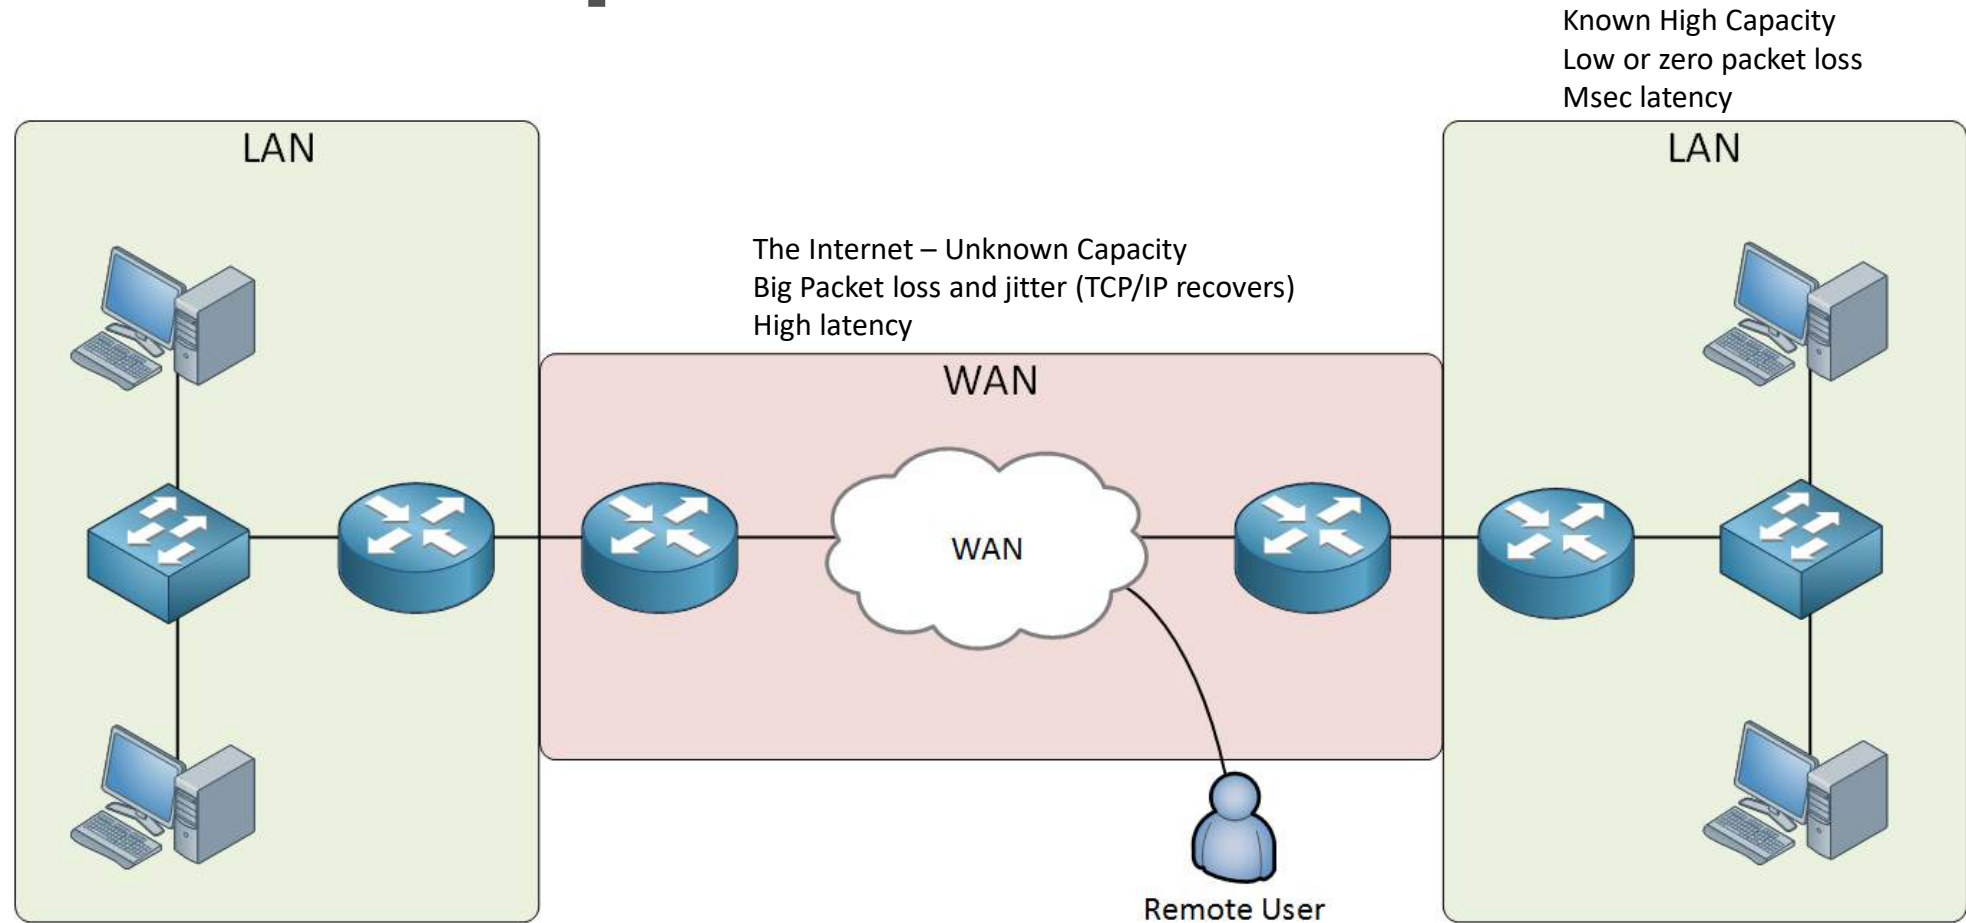 Known High Capacity
Low or zero packet loss
Msec latency
LAN
LAN
The Internet – Unknown Capacity
Big Packet loss and jitter (TCP/IP recovers)
High latency
WAN
WAN
Remote User